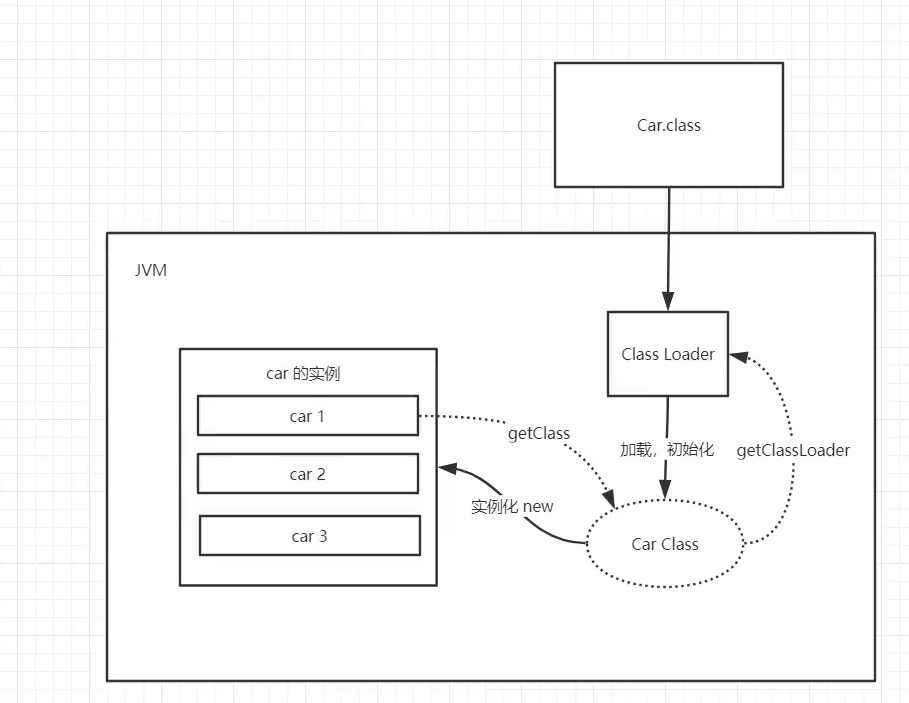 Car.class
JVM
Class Loader
car 的实例
car 1
getClass
加载，初始化
getClassLoader
car 2
实例化 new
car 3
Car Class